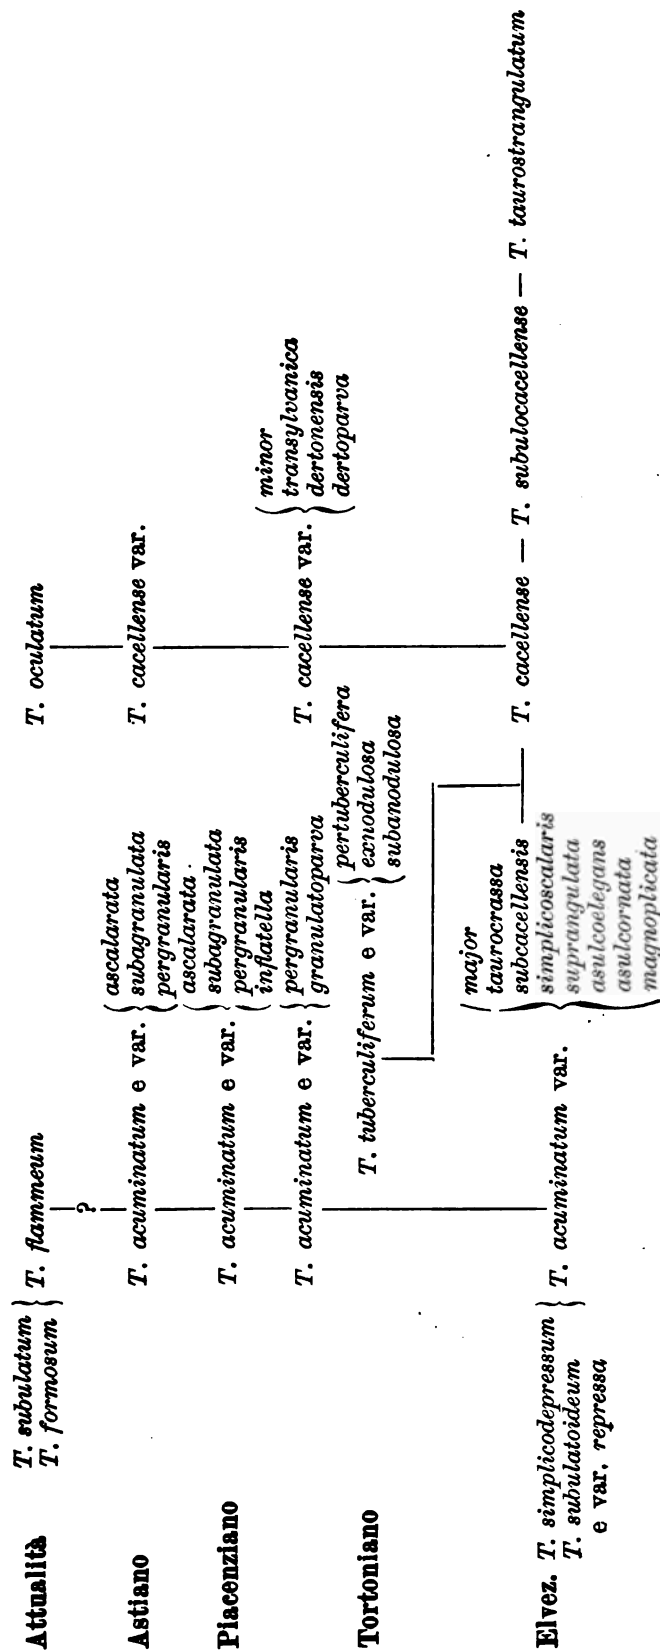 Attualità
T. subulatum
T. formosum
T. flammeum
T. oculatum
?
Astiano
T. acuminatum e var.
ascalarata
subagranulata
pergranularis
T. cacellense var.
Piacenziano
T. acuminatum e var.
ascalarata
subagranulata
pergranularis
inflatella
Tortoniano
T. acuminatum e var.
pergranularis
granulatoparva
T. cacellense var.
minor
transylvanica
dertonensis
dertoparva
T. tuberculiferum e var.
pertuberculifera
exnodulosa
subanodulosa
Elvez.
T. simplicodepressum
T. subulatoideum
e var. repressa
T. acuminatum var.
major
taurocrassa
subcacellensis
simplicoscalaris
suprangulata
asulcoelegans
asulcornata
magnoplicata
T. cacellense — T. subulocacellense — T. taurostrangulatum